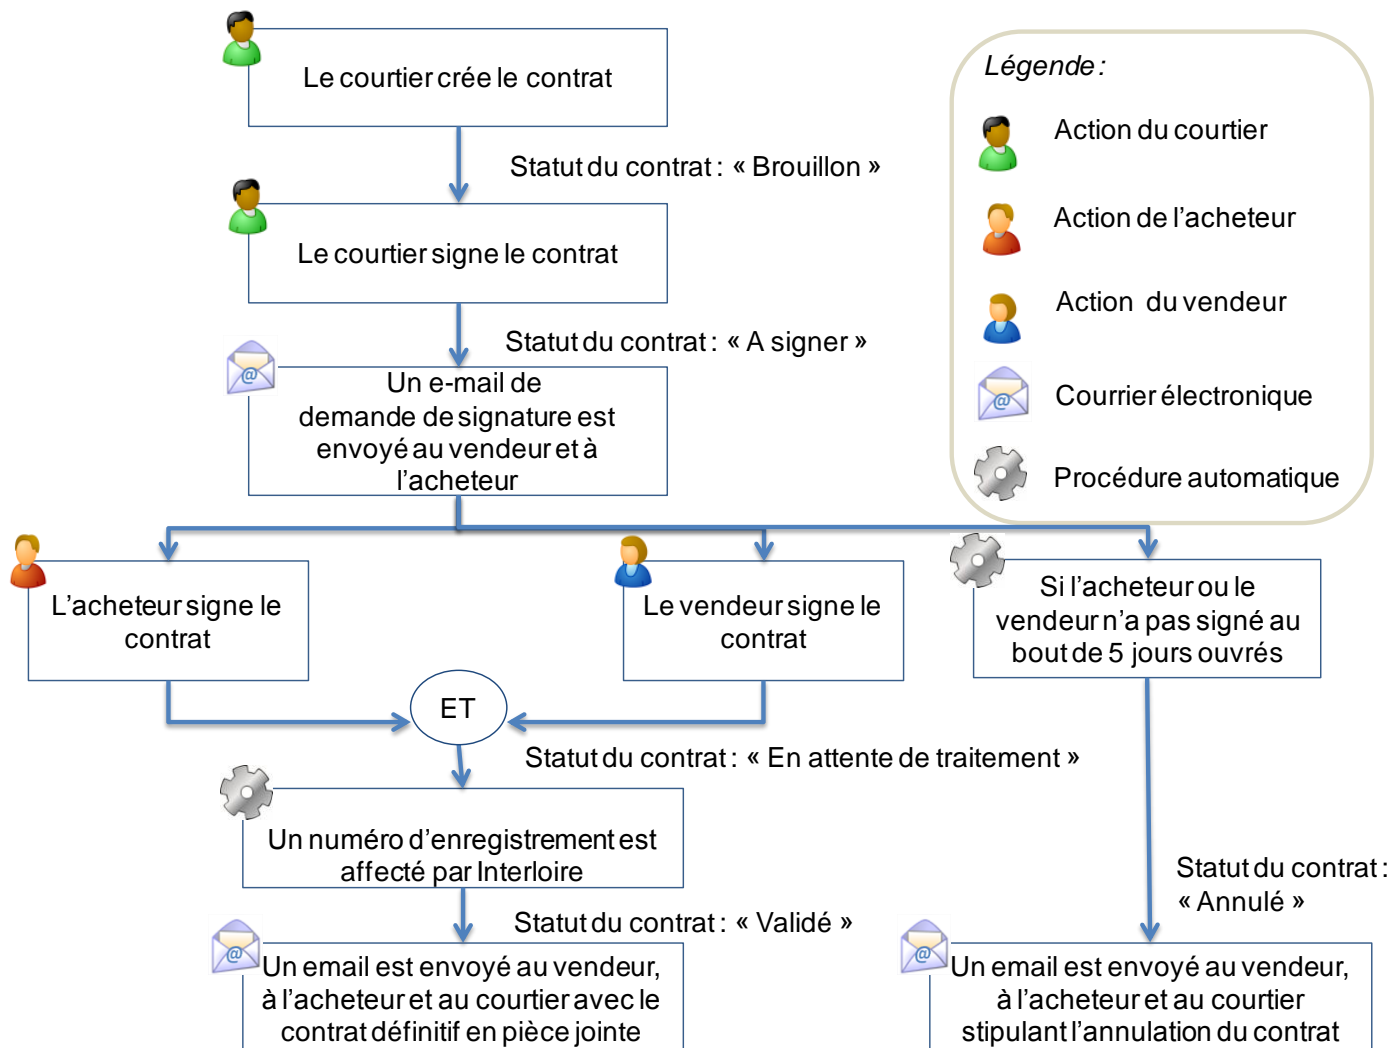 Le courtier crée le contrat
Statut du contrat : « Brouillon »
Le courtier signe le contrat
Statut du contrat : « A signer »
Un e-mail de
demande de signature est
envoyé au vendeur et à
l’acheteur
Légende :
Action du courtier
Action de l’acheteur
Action du vendeur
Courrier électronique
@
Procédure automatique
@
L’acheteur signe le
contrat
Le vendeur signe le
contrat
Si l’acheteur ou le
vendeur n’a pas signé au
bout de 5 jours ouvrés
ET
Statut du contrat : « En attente de traitement »
Un numéro d’enregistrement est
affecté par Interloire
Statut du contrat : « Validé »
@
Un email est envoyé au vendeur,
à l’acheteur et au courtier avec le
contrat définitif en pièce jointe
Statut du contrat :
« Annulé »
@
Un email est envoyé au vendeur,
à l’acheteur et au courtier
stipulant l’annulation du contrat